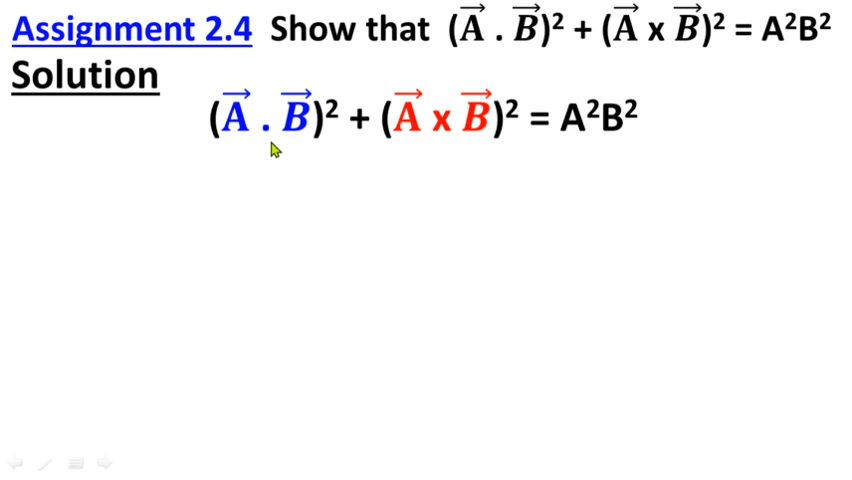 Assignment 2.4 Show that (A⃗ . B⃗)² + (A⃗ x B⃗)² = A²B²
Solution
(A⃗ . B⃗)² + (A⃗ x B⃗)² = A²B²